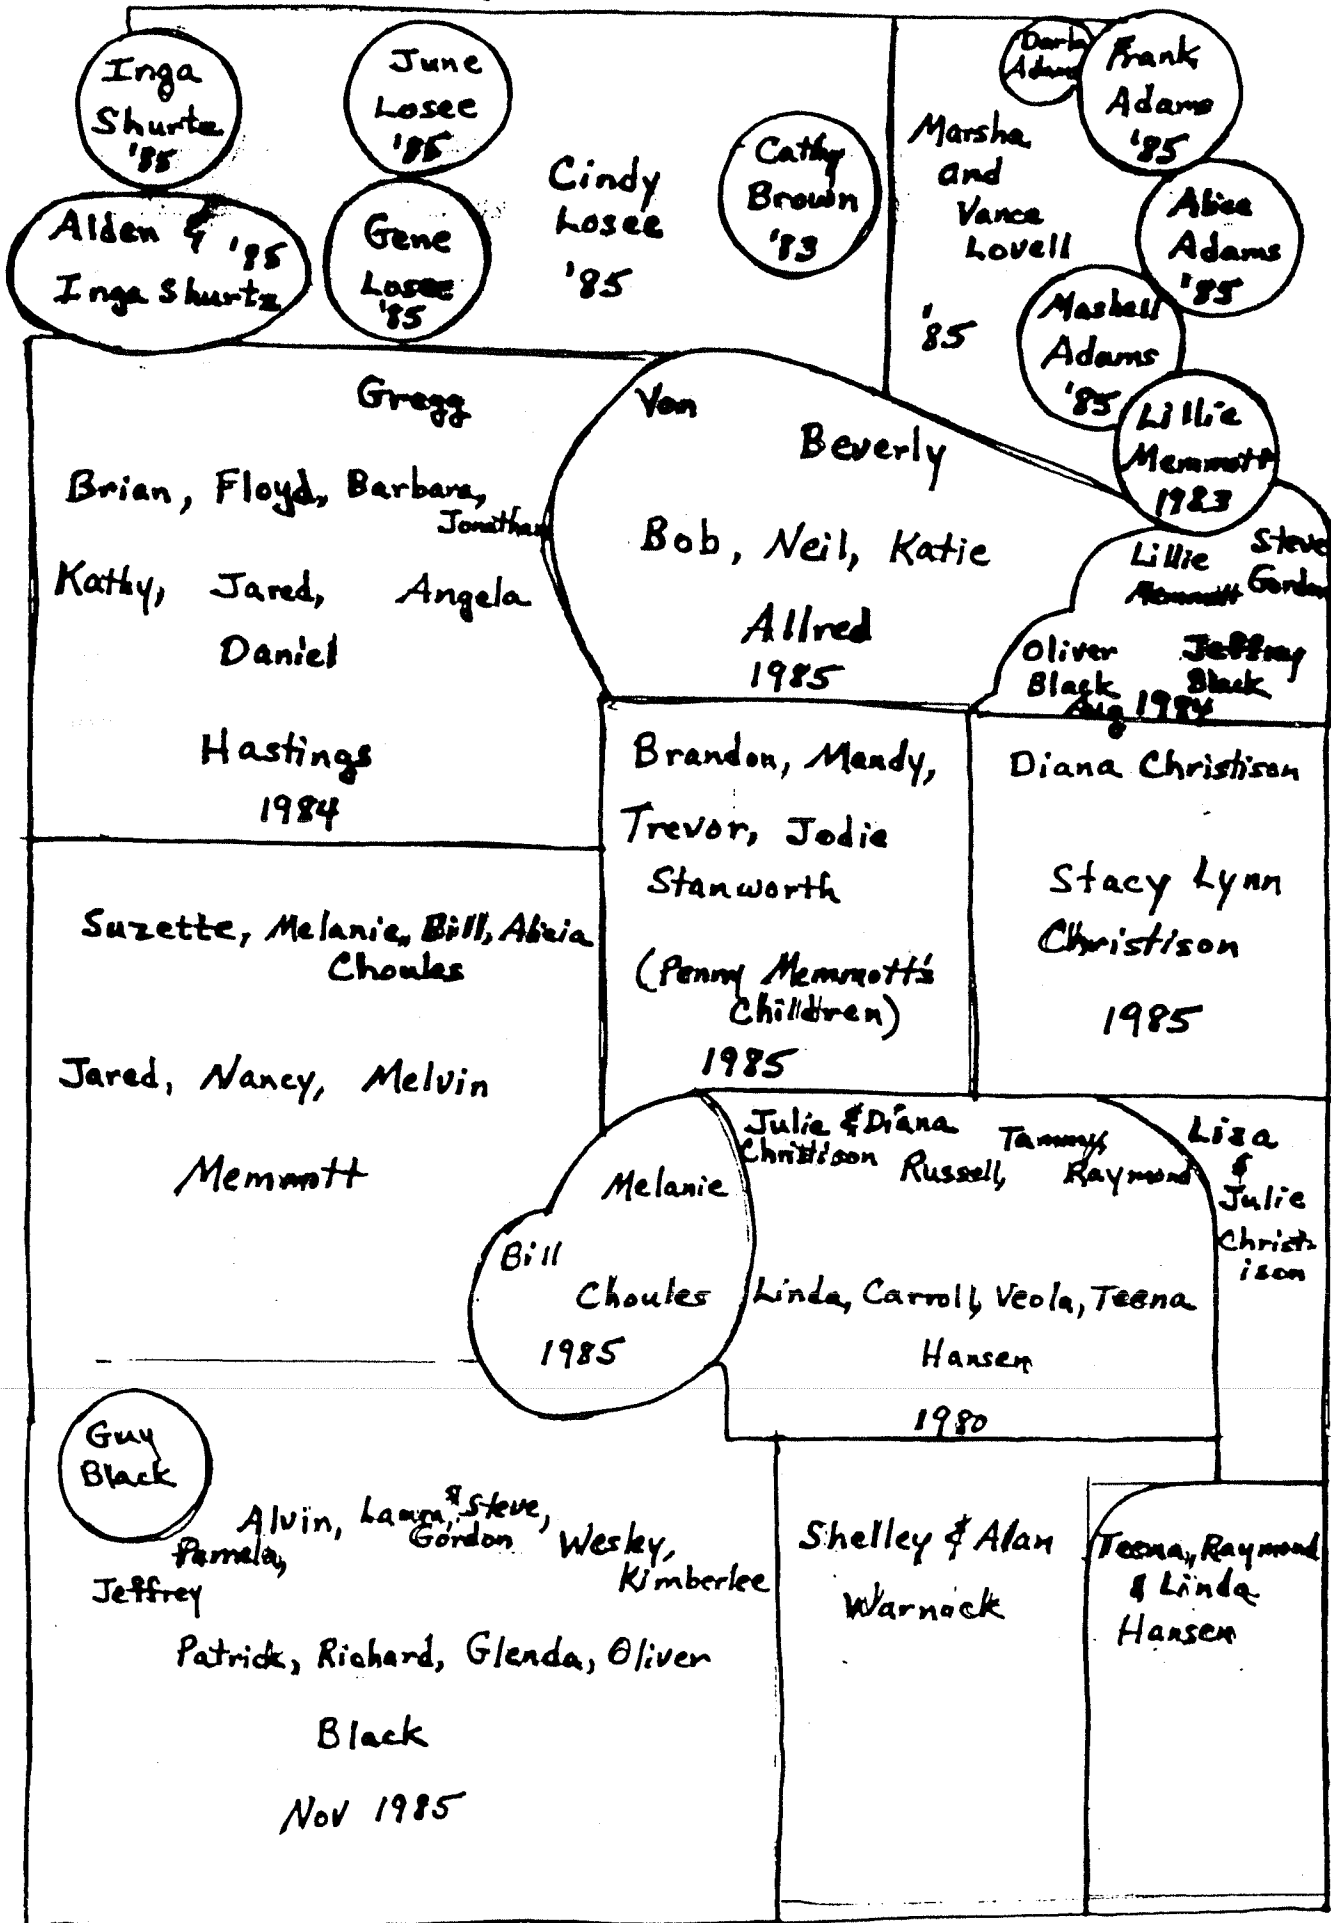 Inga
Shurtz
'85
Alden & '85
Inga Shurtz
June
Losee
'85
Gene
Losee
'85
Cindy
Losee
'85
Cathy
Brown
'83
Marsha
and
Vance
Lovell
'85
Darla
Adams
Frank
Adams
'85
Alice
Adams
'85
Mashell
Adams
'85
Lillie
Memmott
1983
Gregg
Brian, Floyd, Barbara,
Jonathan
Kathy, Jared, Angela
Daniel
Hastings
1984
Von
Beverly
Bob, Neil, Katie
Allred
1985
Lillie
Memmott
Steve
Gordon
Oliver
Black
Jeffrey
Black
Aug 1984
Brandon, Mandy,
Trevor, Jodie
Stanworth
(Penny Memmott's
Children)
1985
Diana Christison
Stacy Lynn
Christison
1985
Suzette, Melanie, Bill, Alicia
Choules
Jared, Nancy, Melvin
Memmott
Melanie
Bill
Choules
1985
Julie & Diana
Christison
Tammy,
Russell, Raymond
Linda, Carroll, Veola, Teena
Hansen
1980
Liza
&
Julie
Christ-
ison
Guy
Black
Alvin, Laura, & Steve,
Gordon
Pamela, Wesley,
Jeffrey Kimberlee
Patrick, Richard, Glenda, Oliver
Black
Nov 1985
Shelley & Alan
Warnock
Teena, Raymond
& Linda
Hansen